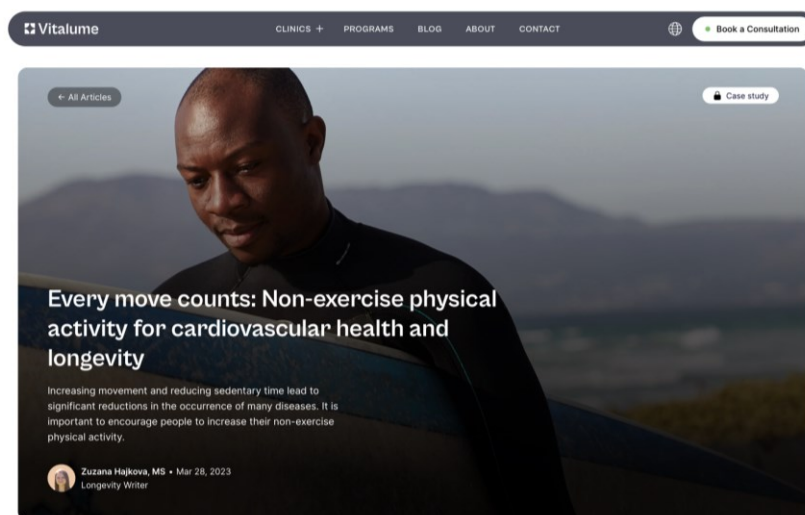 Vitalume
CLINICS +
PROGRAMS
BLOG
ABOUT
CONTACT
Book a Consultation
← All Articles
Case study
Every move counts: Non-exercise physical
activity for cardiovascular health and
longevity
Increasing movement and reducing sedentary time lead to
significant reductions in the occurrence of many diseases. It is
important to encourage people to increase their non-exercise
physical activity.
Zuzana Hajkova, MS • Mar 28, 2023
Longevity Writer